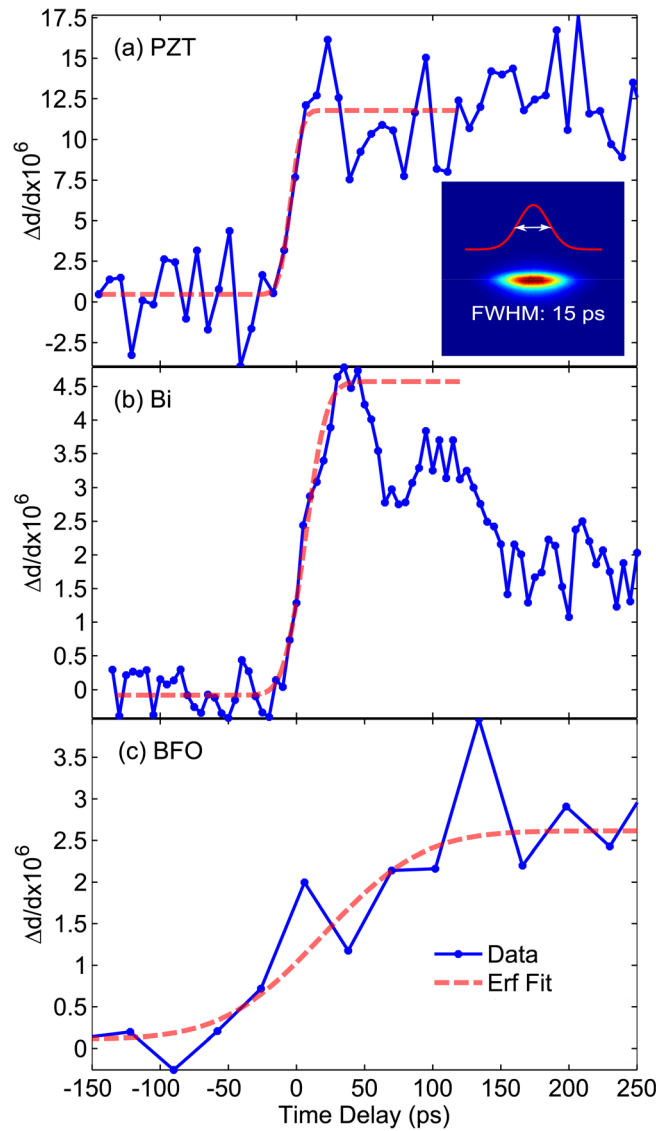 17.5
(a) PZT
15
12.5
10
7.5
5
2.5
0
-2.5
Δd/dx10⁶
FWHM: 15 ps
(b) Bi
4.5
4
3.5
3
2.5
2
1.5
1
0.5
0
Δd/dx10⁶
(c) BFO
3.5
3
2.5
2
1.5
1
0.5
0
Δd/dx10⁶
Data
Erf Fit
-150 -100 -50 0 50 100 150 200 250
Time Delay (ps)